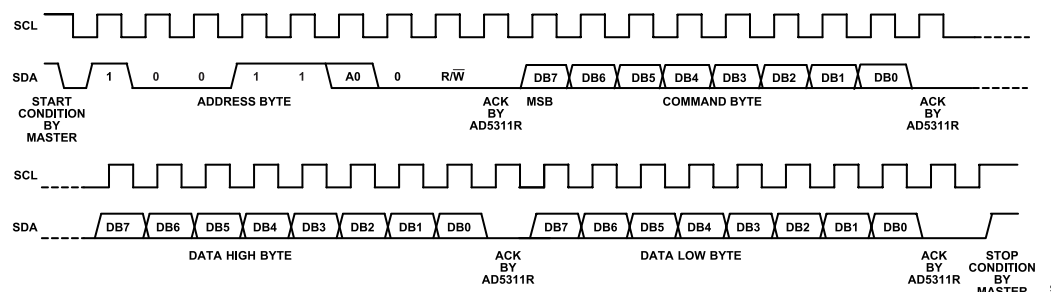 SCL
SDA 1 0 0 1 1 A0 0 R/W̅ DB7 DB6 DB5 DB4 DB3 DB2 DB1 DB0
START CONDITION BY MASTER
ADDRESS BYTE
ACK BY AD5311R
MSB
COMMAND BYTE
ACK BY AD5311R
SCL
SDA DB7 DB6 DB5 DB4 DB3 DB2 DB1 DB0 DB7 DB6 DB5 DB4 DB3 DB2 DB1 DB0
DATA HIGH BYTE
ACK BY AD5311R
DATA LOW BYTE
ACK BY AD5311R
STOP CONDITION BY MASTER